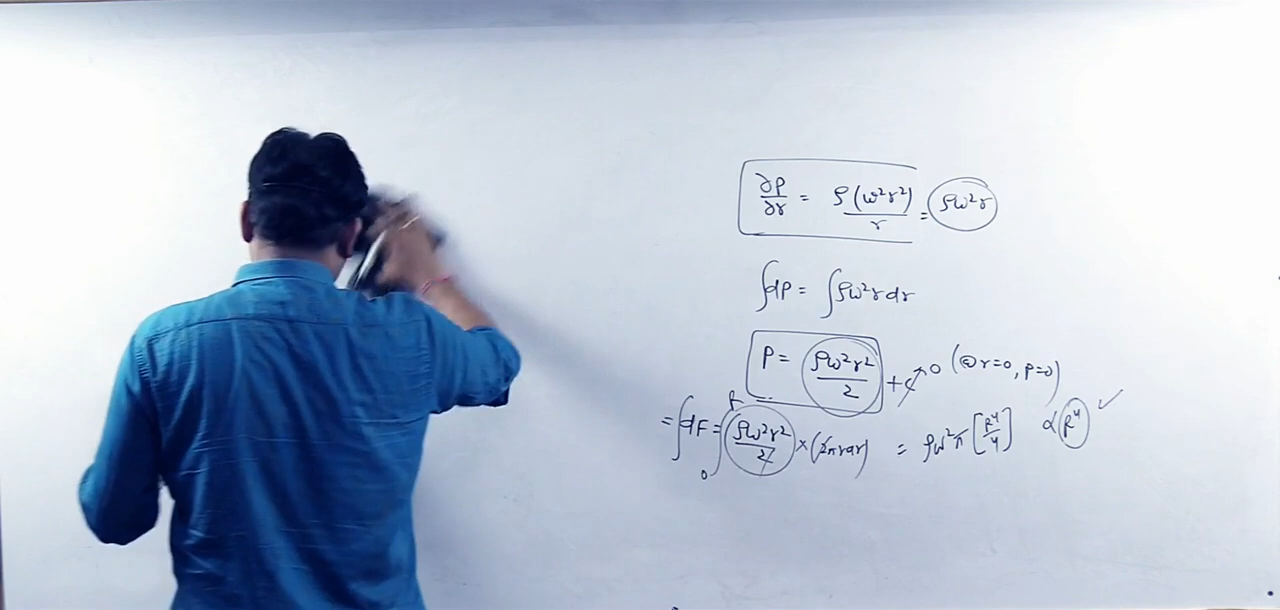 ∂P/∂r = ρ(ω²r²)/r = ρω²r
∫dP = ∫ρω²r dr
P = ρω²r²/2 + C↗0 (@ r=0, P=0)
= ∫dF = ∫₀ᴿ ρω²r²/2 × (2πr dr) = ρω²π [R⁴/4] ∝ R⁴ ✓